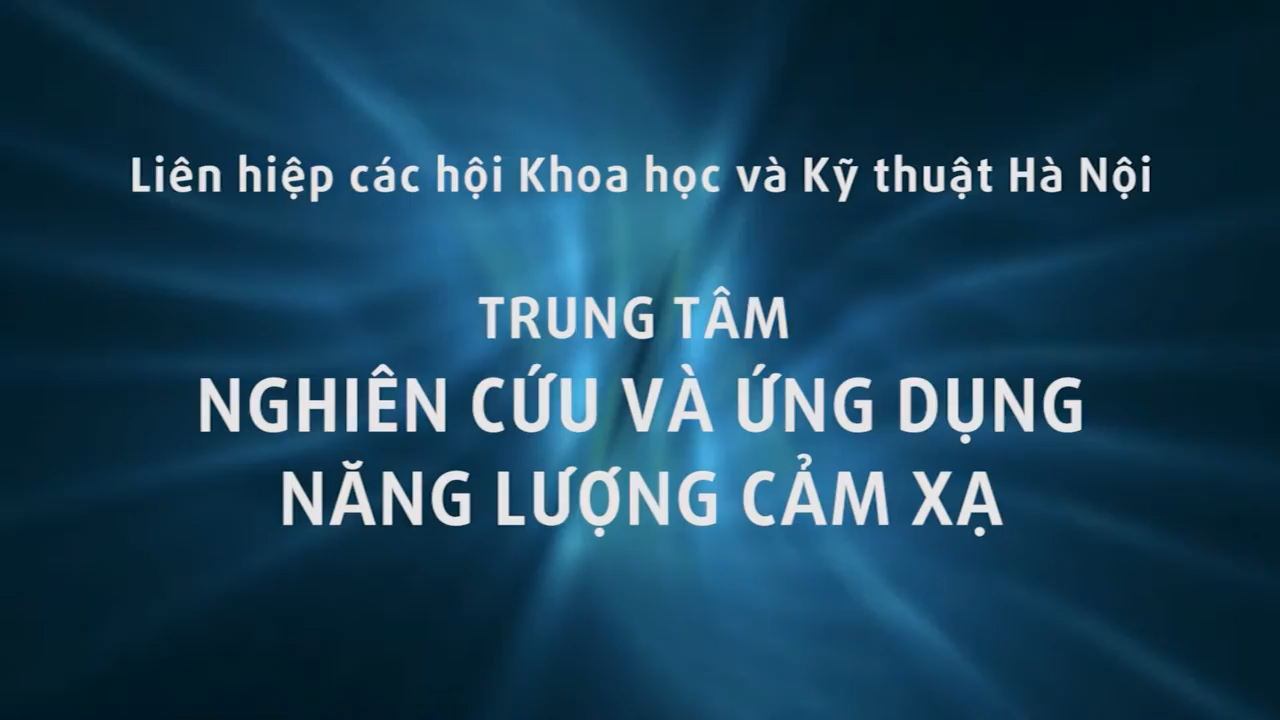 Liên hiệp các hội Khoa học và Kỹ thuật Hà Nội
TRUNG TÂM
NGHIÊN CỨU VÀ ỨNG DỤNG
NĂNG LƯỢNG CẢM XẠ